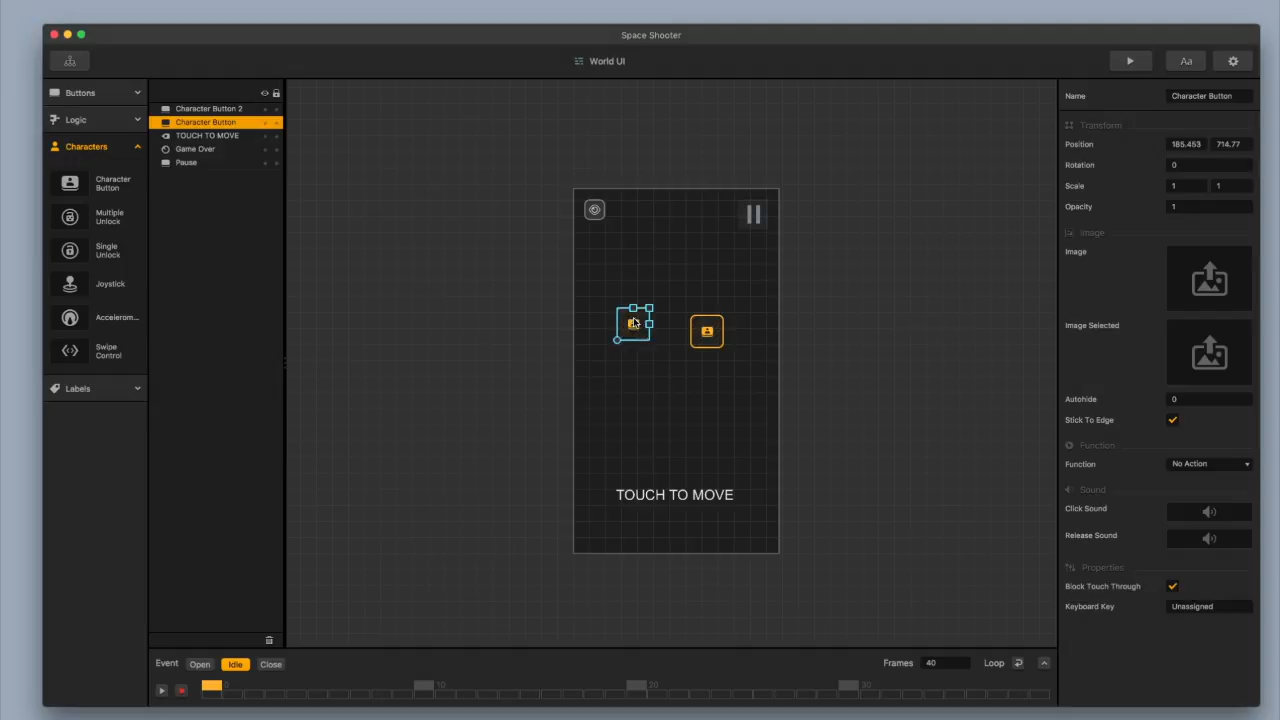 Space Shooter
World UI
Aa
Buttons
Logic
Characters
Character
Button
Multiple
Unlock
Single
Unlock
Joystick
Accelerom...
Swipe
Control
Labels
Character Button 2
Character Button
TOUCH TO MOVE
Game Over
Pause
TOUCH TO MOVE
Name Character Button
Transform
Position 185.453 714.77
Rotation 0
Scale 1 1
Opacity 1
Image
Image
Image Selected
Autohide 0
Stick To Edge
Function
Function No Action
Sound
Click Sound
Release Sound
Properties
Block Touch Through
Keyboard Key Unassigned
Event Open Idle Close
Frames 40 Loop
0 10 20 30